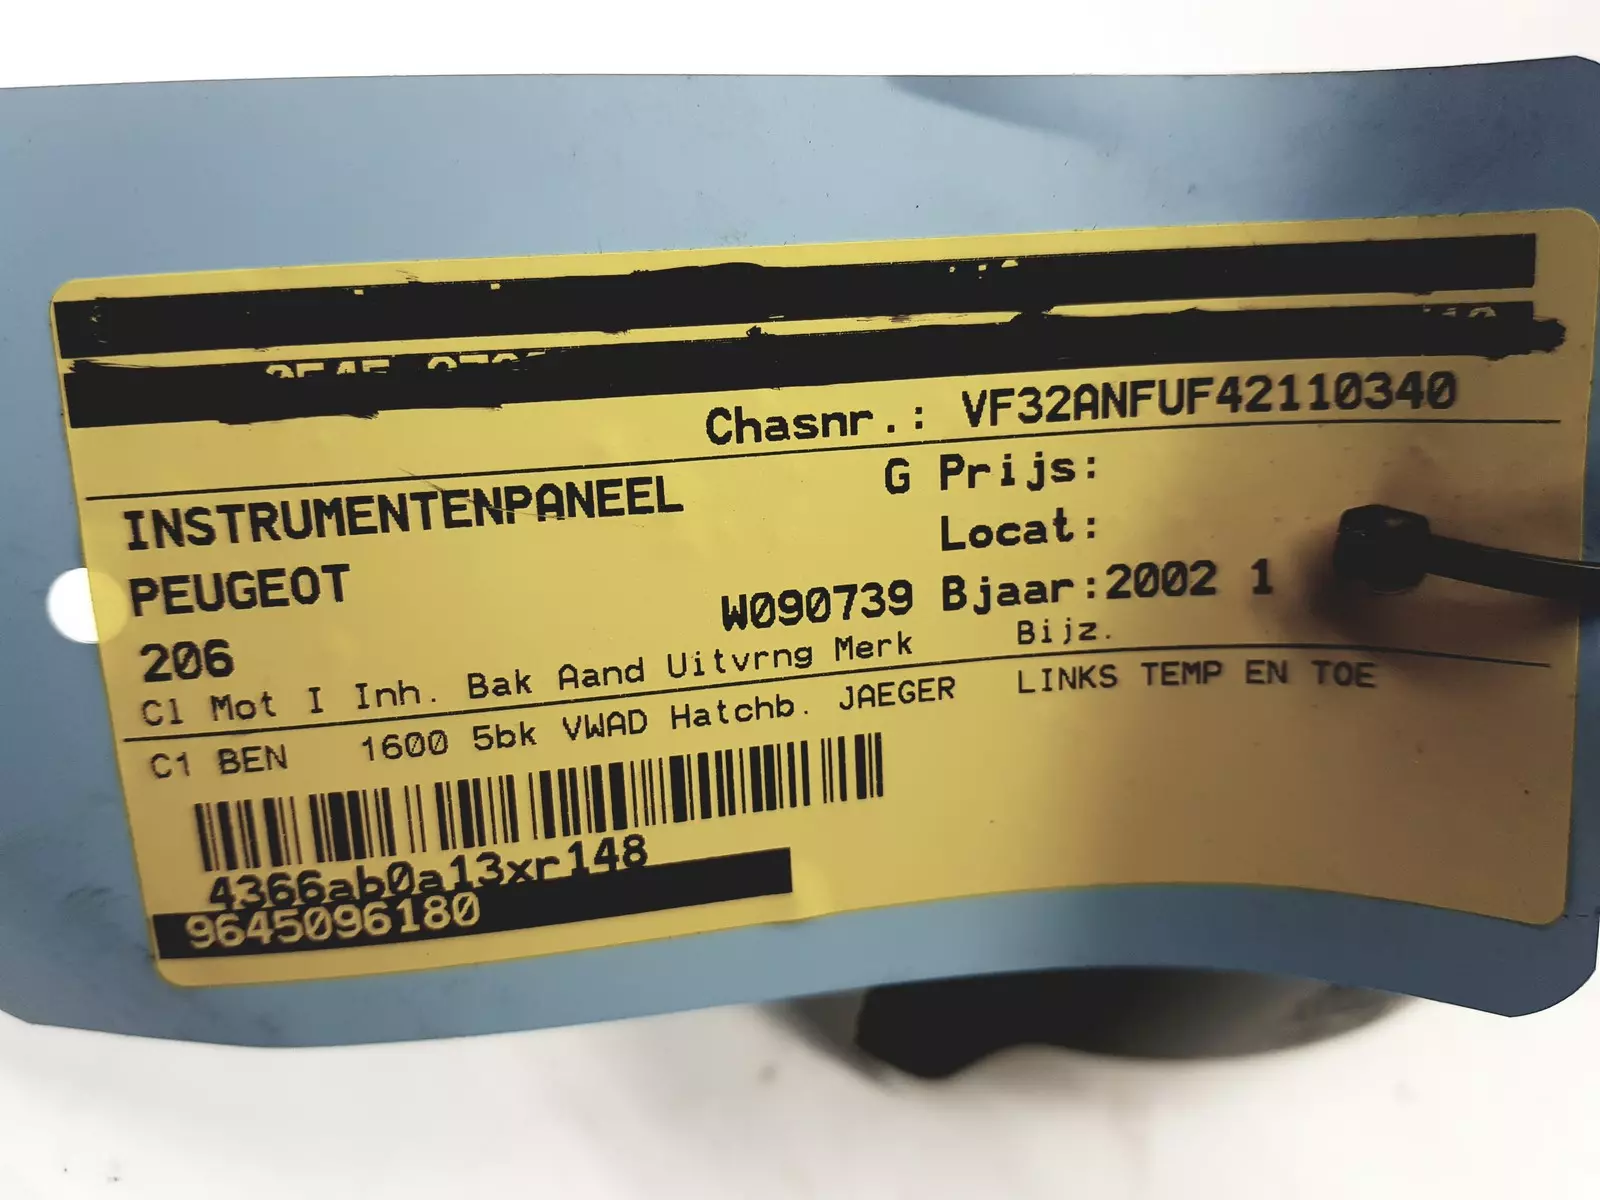 Chasnr.: VF32ANFUF42110340
INSTRUMENTENPANEEL G Prijs:
PEUGEOT Locat:
206 W090739 Bjaar:2002 1
Cl Mot I Inh. Bak Aand Uitvrng Merk Bijz.
C1 BEN 1600 5bk VWAD Hatchb. JAEGER LINKS TEMP EN TOE
4366ab0a13xr148
9645096180